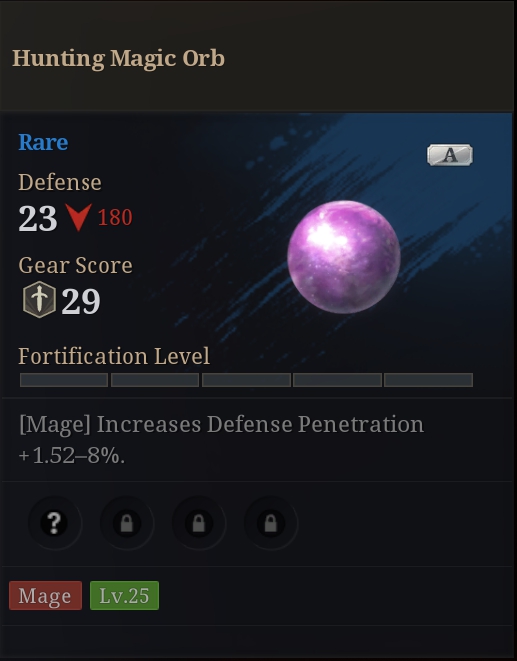 Hunting Magic Orb
Rare
A
Defense
23 180
Gear Score
29
Fortification Level
[Mage] Increases Defense Penetration
+1.52–8%.
?
Mage Lv.25